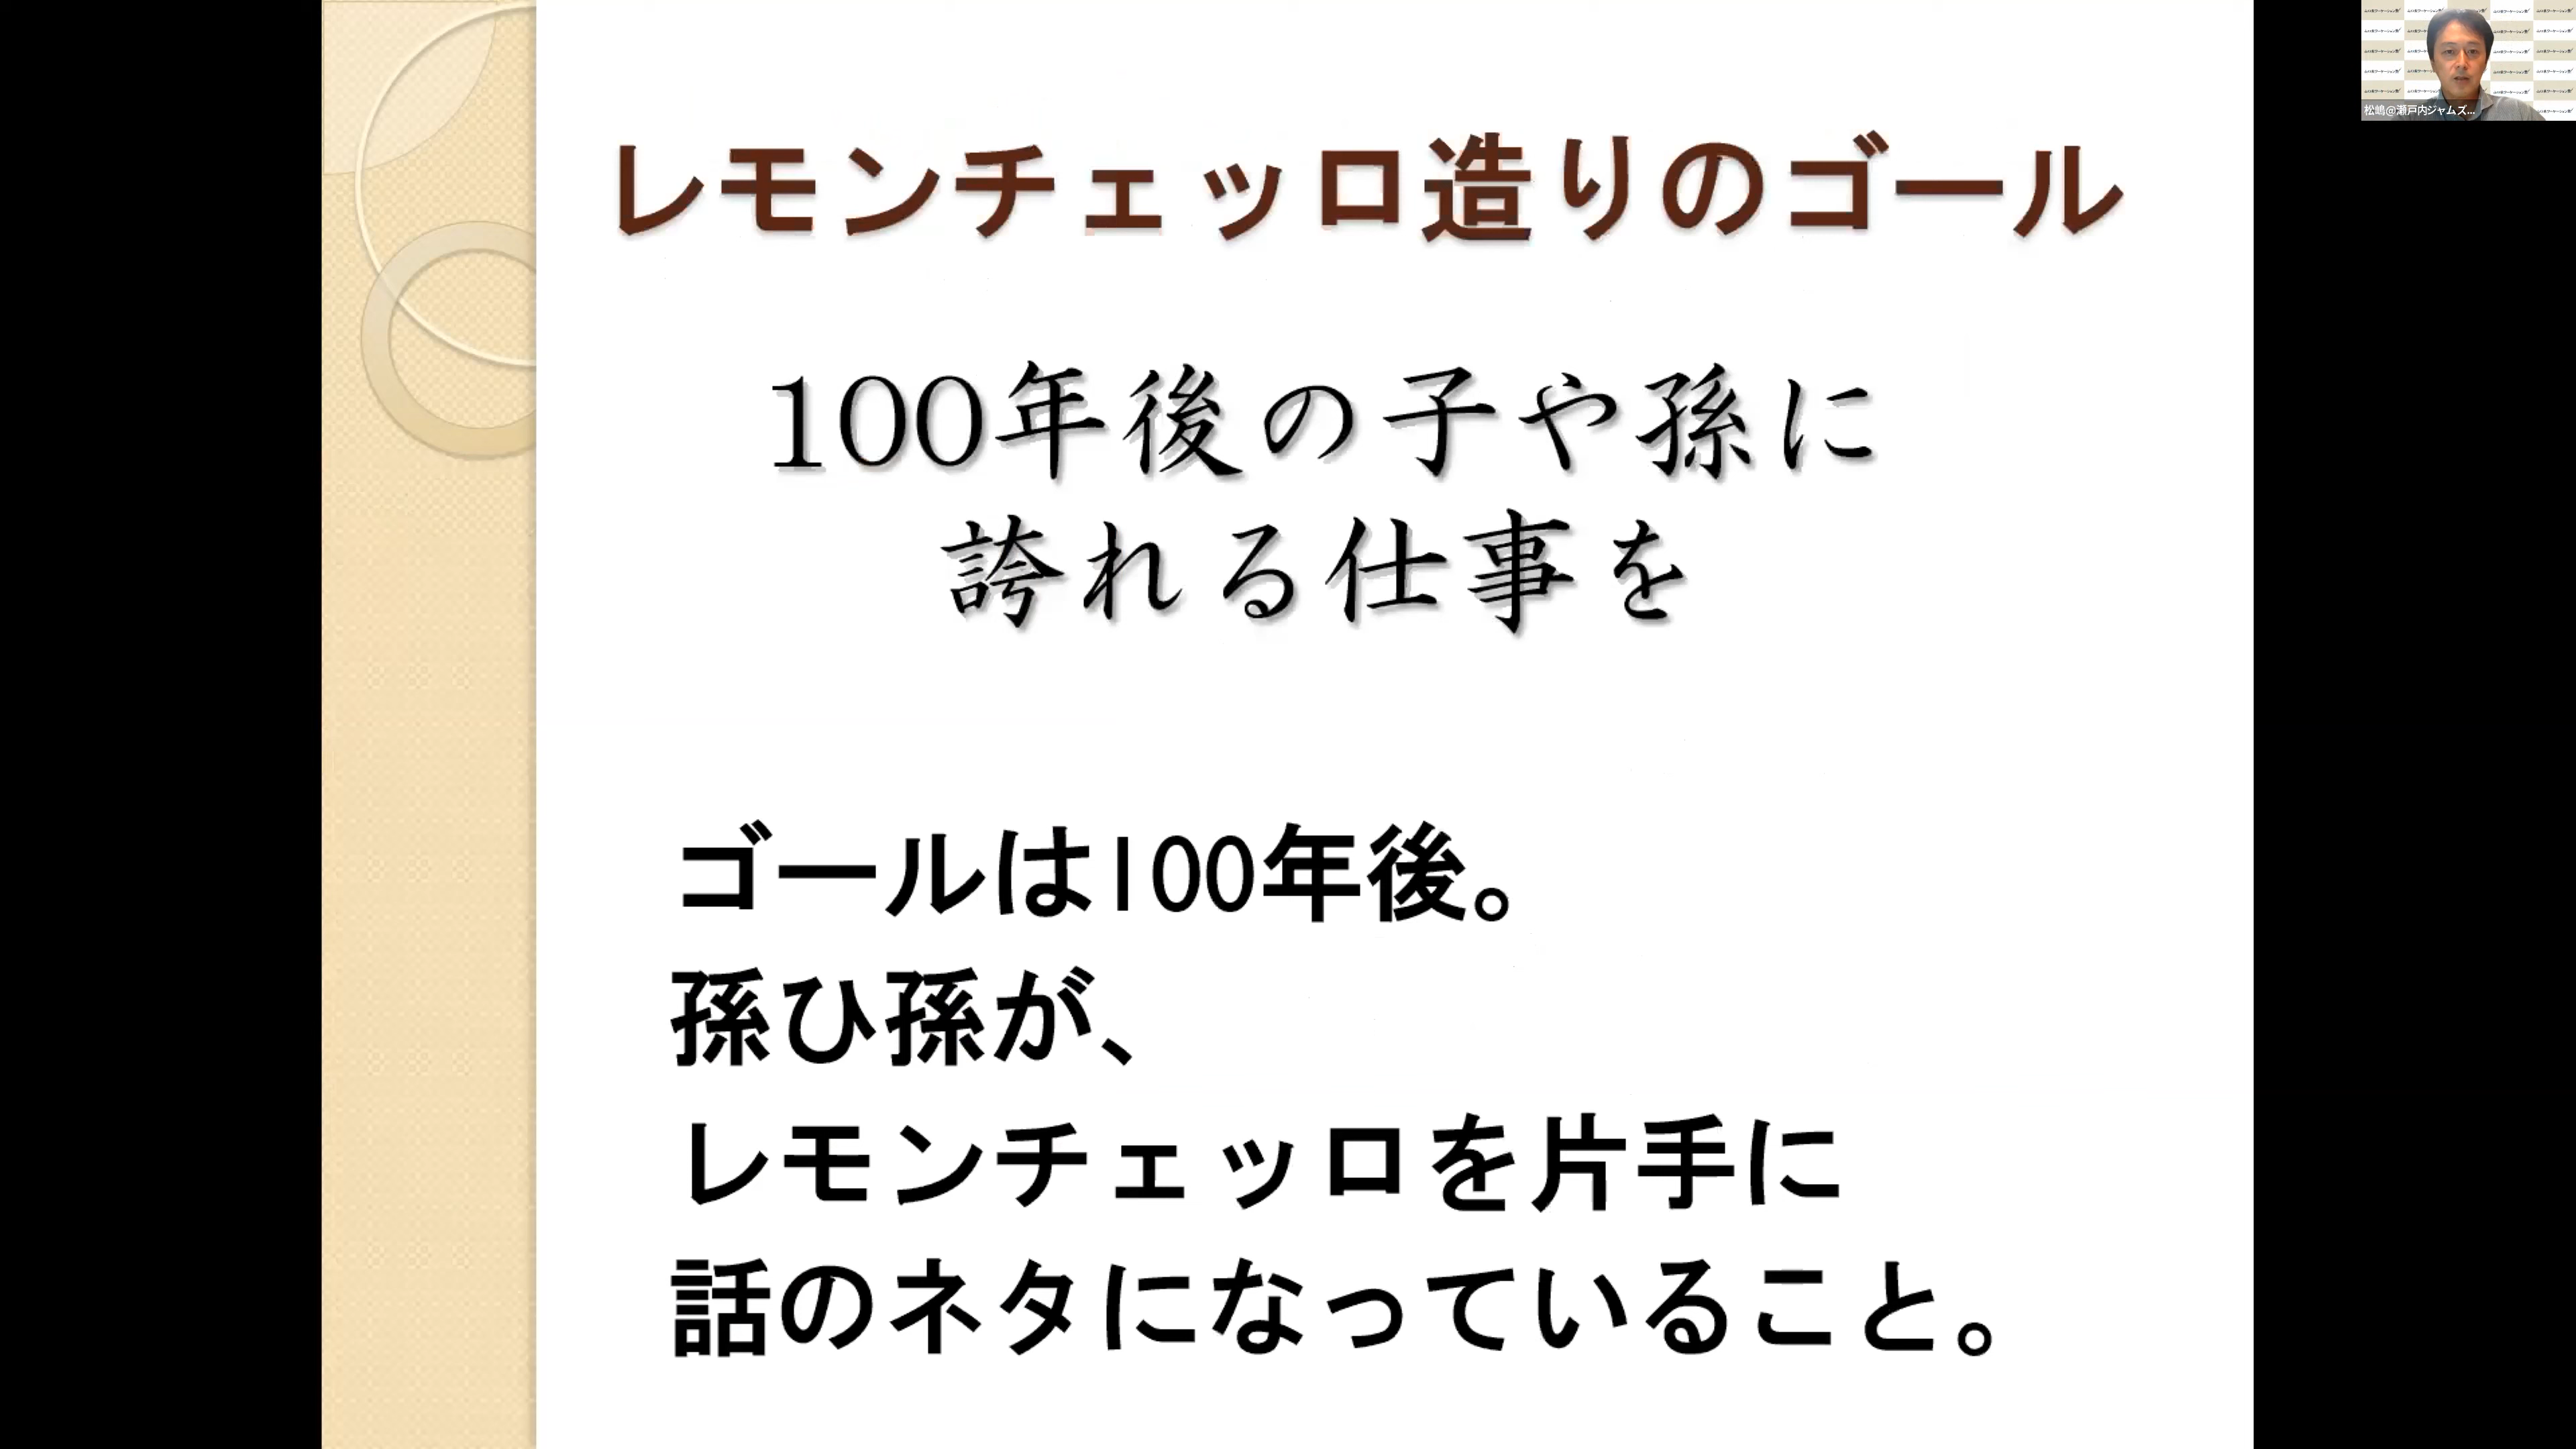 レモンチェッロ造りのゴール
100年後の子や孫に
誇れる仕事を
ゴールは100年後。
孫ひ孫が、
レモンチェッロを片手に
話のネタになっていること。
松嶋@瀬戸内ジャムズ...